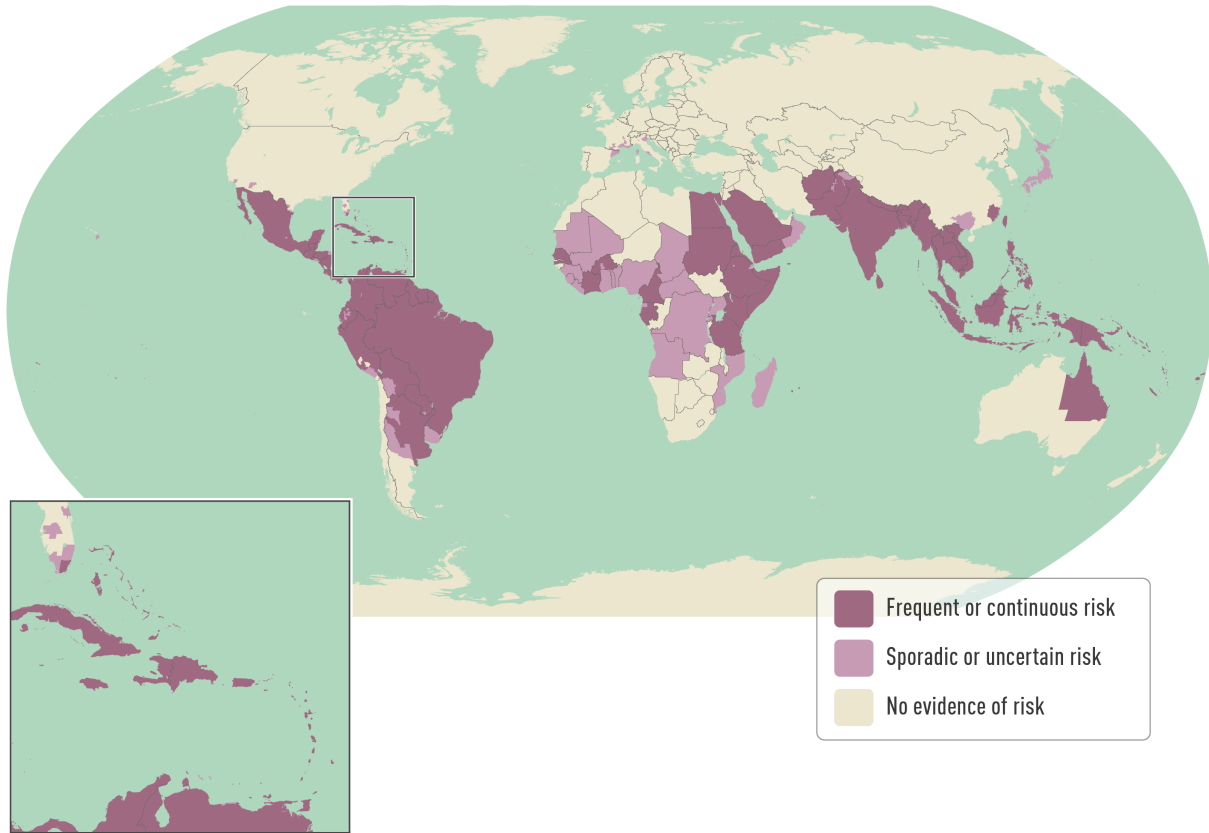 Frequent or continuous risk
Sporadic or uncertain risk
No evidence of risk